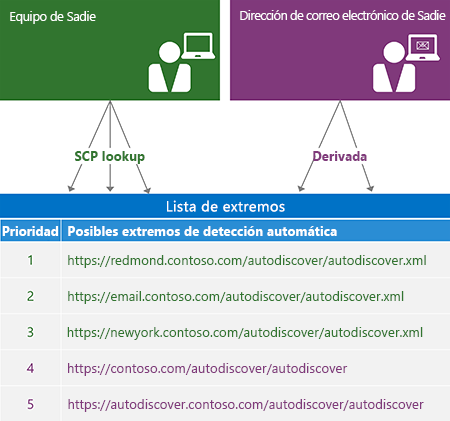 Equipo de Sadie
Dirección de correo electrónico de Sadie
SCP lookup
Derivada
Lista de extremos
Prioridad Posibles extremos de detección automática
1 https://redmond.contoso.com/autodiscover/autodiscover.xml
2 https://email.contoso.com/autodiscover/autodiscover.xml
3 https://newyork.contoso.com/autodiscover/autodiscover.xml
4 https://contoso.com/autodiscover/autodiscover
5 https://autodiscover.contoso.com/autodiscover/autodiscover